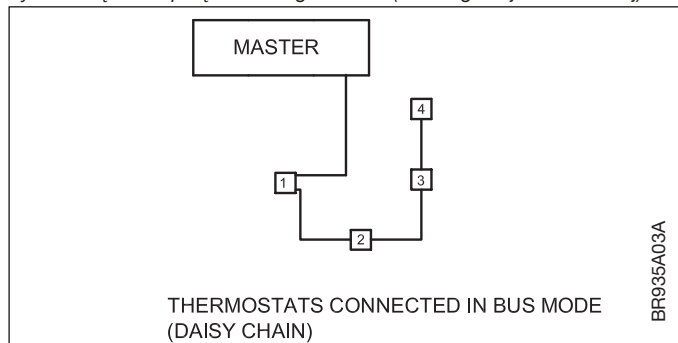 MASTER
4
1
3
2
THERMOSTATS CONNECTED IN BUS MODE
(DAISY CHAIN)
BR935A03A